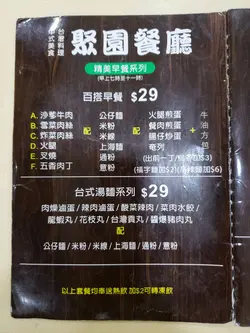 中式美食
台灣料理
聚園餐廳
精美早餐系列
(早上七時至十一時)
百搭早餐 $29
A. 沙爹牛肉 公仔麵 火腿煎蛋
B. 雪菜肉絲 米粉 餐肉煎蛋
C. 炸菜肉絲 配 米線 配 腸仔炒蛋 + 牛油方包
D. 火腿 上海麵 奄列
E. 叉燒 通粉 (出前一丁/
F. 五香肉丁 意粉
台式湯麵系列 $29
肉燥滷蛋 / 辣肉滷蛋 / 酸菜辣肉 / 菜肉水餃 /
龍蝦丸 / 花枝丸 / 台灣貢丸 / 醬爆豬肉丸
配
公仔麵 / 米粉 / 米線 / 上海麵 / 通粉 / 意粉
以上套餐均奉送熱飲 加$2可轉凍飲